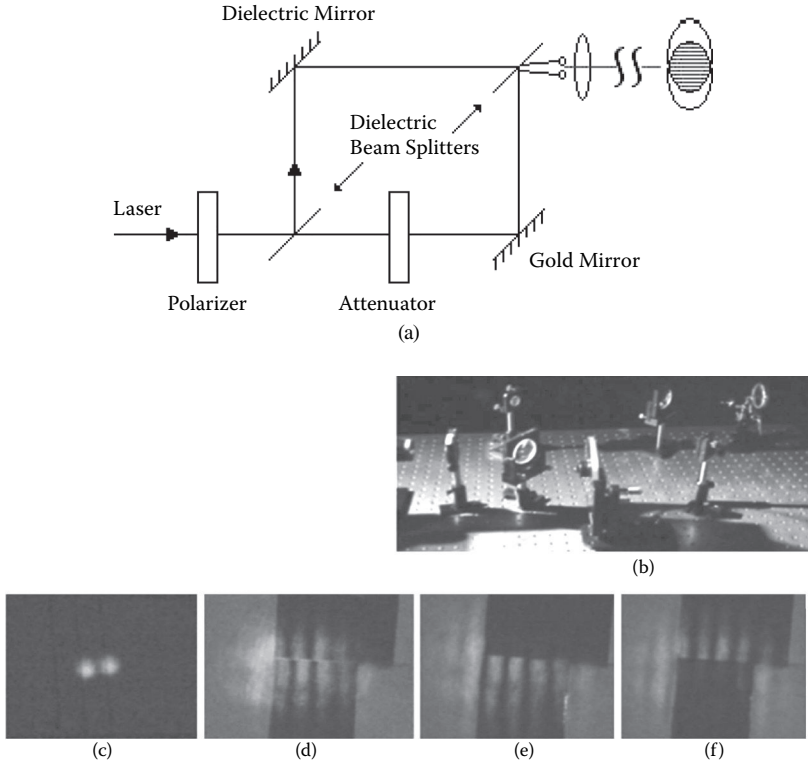 Dielectric Mirror
Dielectric
Beam Splitters
Laser
Gold Mirror
Polarizer
Attenuator
(a)
(b)
(c)
(d)
(e)
(f)